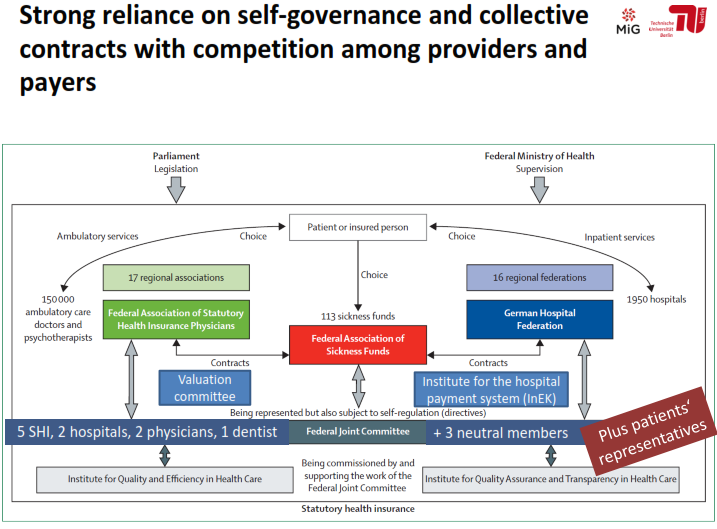 Strong reliance on self-governance and collective
contracts with competition among providers and
payers
MiG
Technische
Universität
Berlin
berlin
Parliament
Legislation
Federal Ministry of Health
Supervision
Patient or insured person
Ambulatory services
Choice
Choice
Inpatient services
17 regional associations
Choice
16 regional federations
150 000
ambulatory care
doctors and
psychotherapists
Federal Association of Statutory
Health Insurance Physicians
113 sickness funds
Federal Association of
Sickness Funds
German Hospital
Federation
1950 hospitals
Contracts
Contracts
Valuation
committee
Institute for the hospital
payment system (InEK)
Being represented but also subject to self-regulation (directives)
5 SHI, 2 hospitals, 2 physicians, 1 dentist
Federal Joint Committee
+ 3 neutral members
Plus patients‘
representatives
Institute for Quality and Efficiency in Health Care
Being commissioned by and
supporting the work of the
Federal Joint Committee
Institute for Quality Assurance and Transparency in Health Care
Statutory health insurance